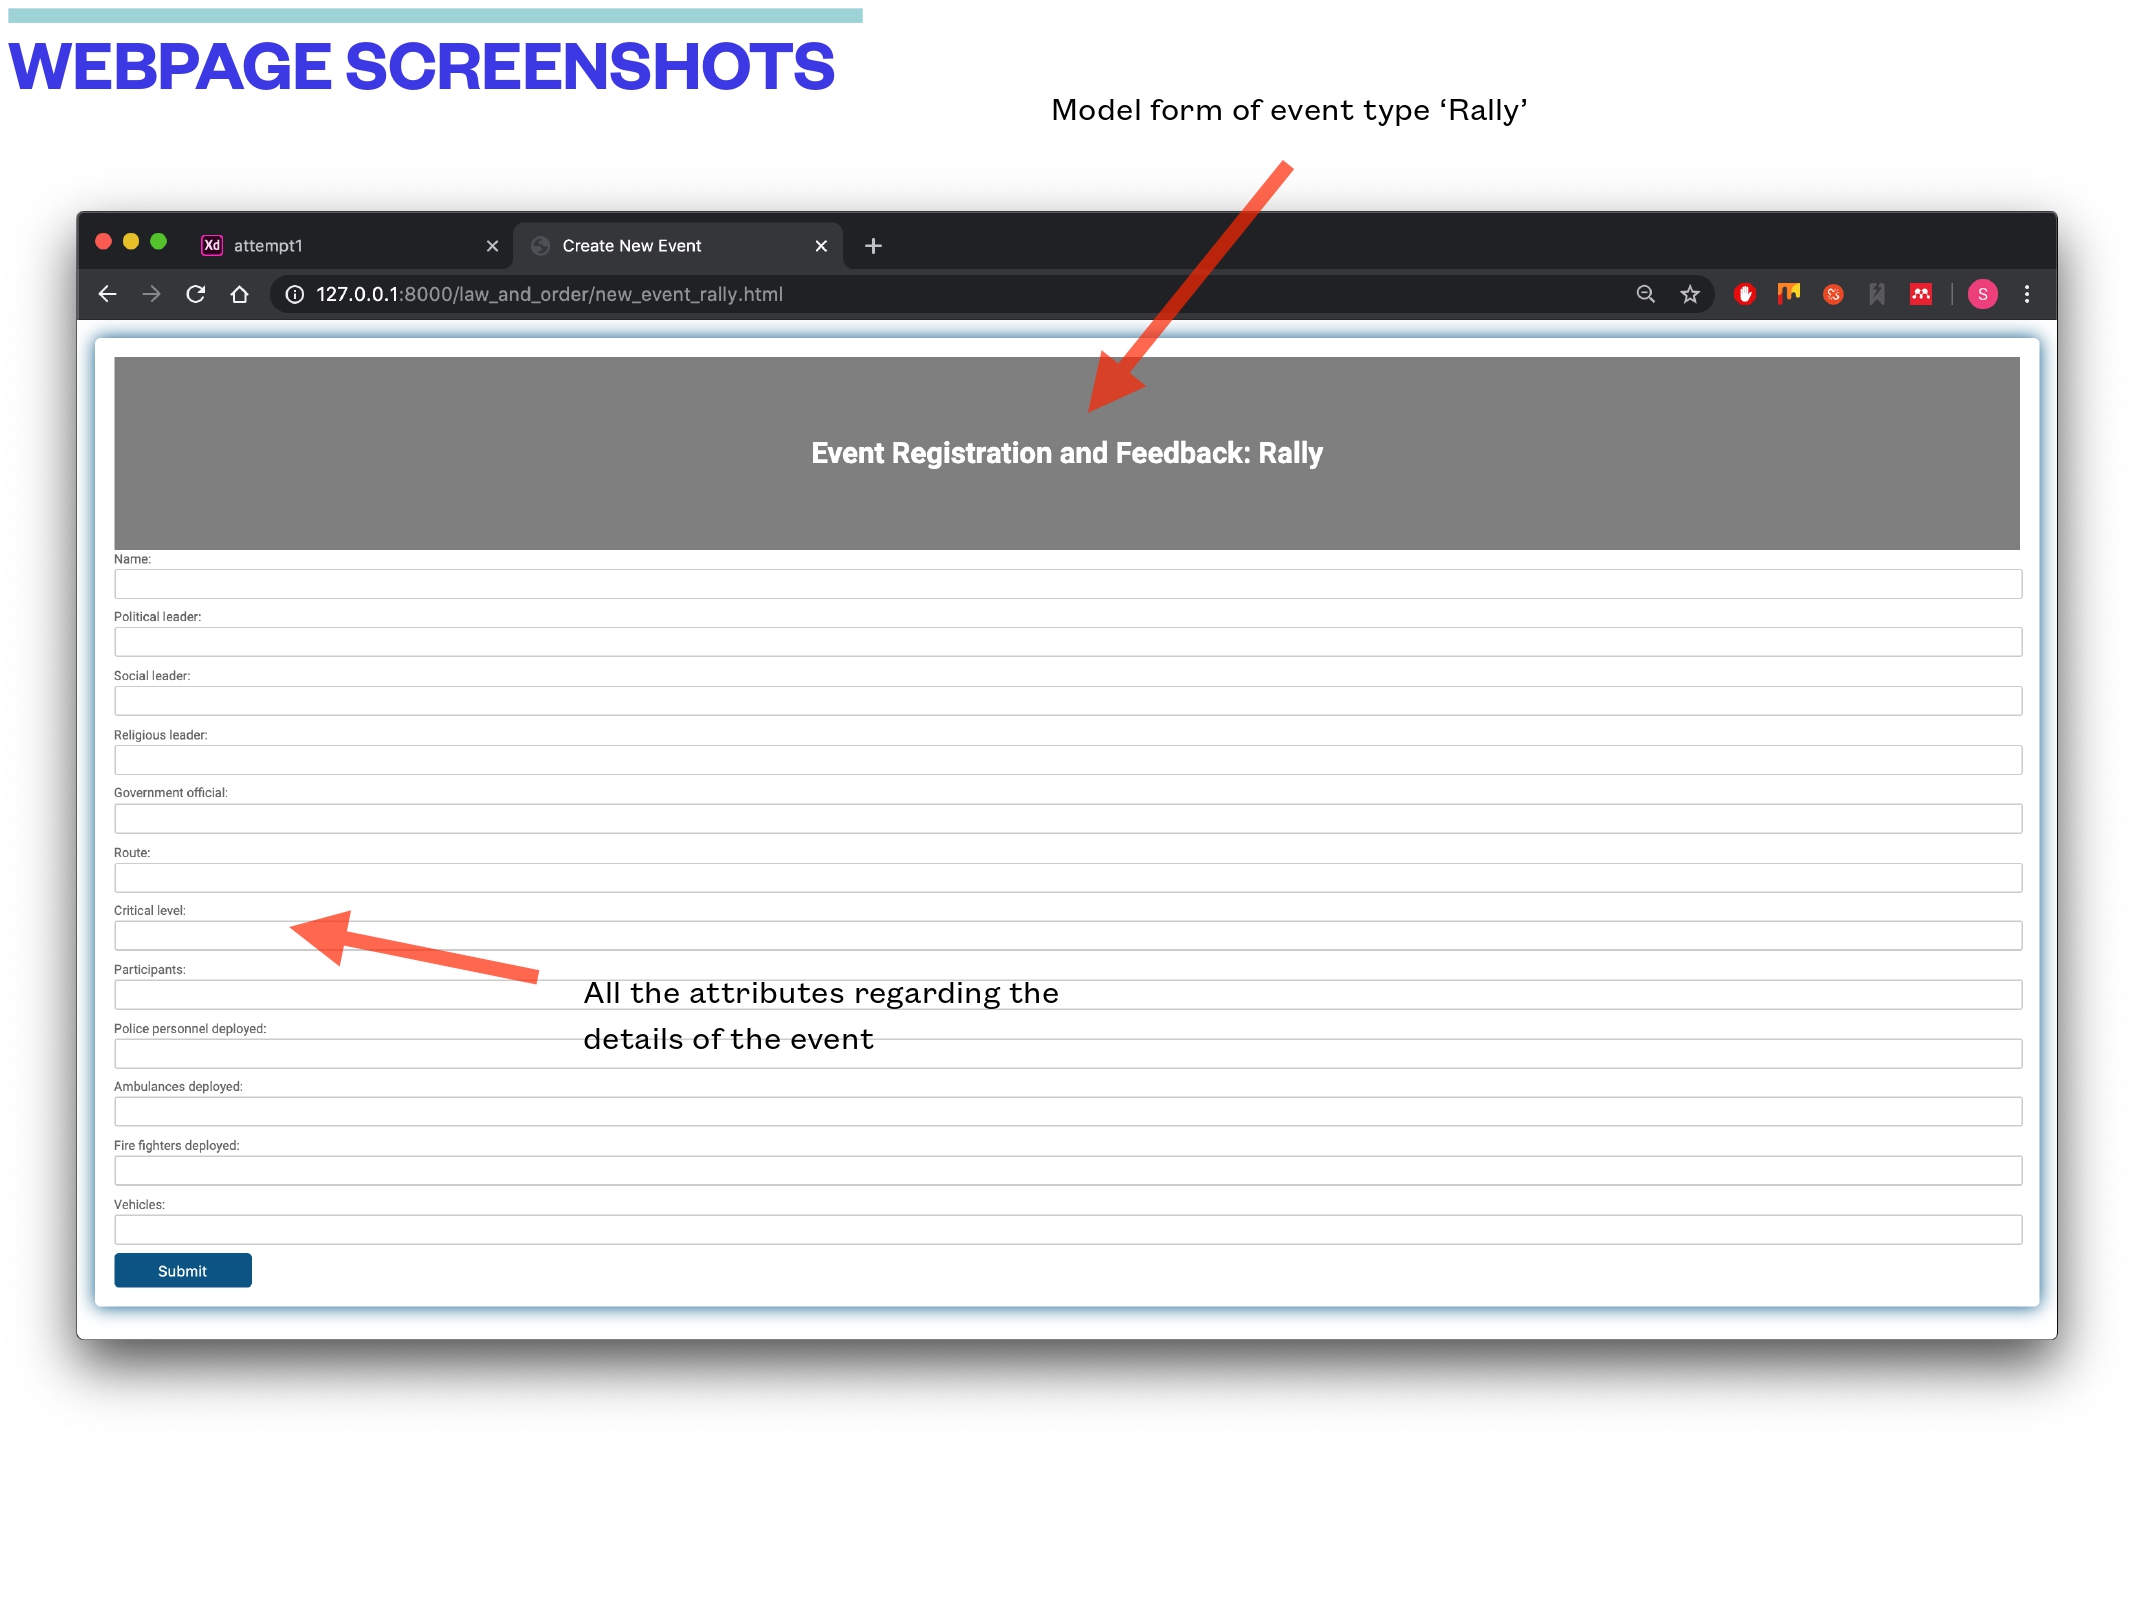 WEBPAGE SCREENSHOTS
Model form of event type ‘Rally’
Xd attempt1
Create New Event
127.0.0.1:8000/law_and_order/new_event_rally.html
S
Event Registration and Feedback: Rally
Name:
Political leader:
Social leader:
Religious leader:
Government official:
Route:
Critical level:
Participants:
All the attributes regarding the
details of the event
Police personnel deployed:
Ambulances deployed:
Fire fighters deployed:
Vehicles:
Submit